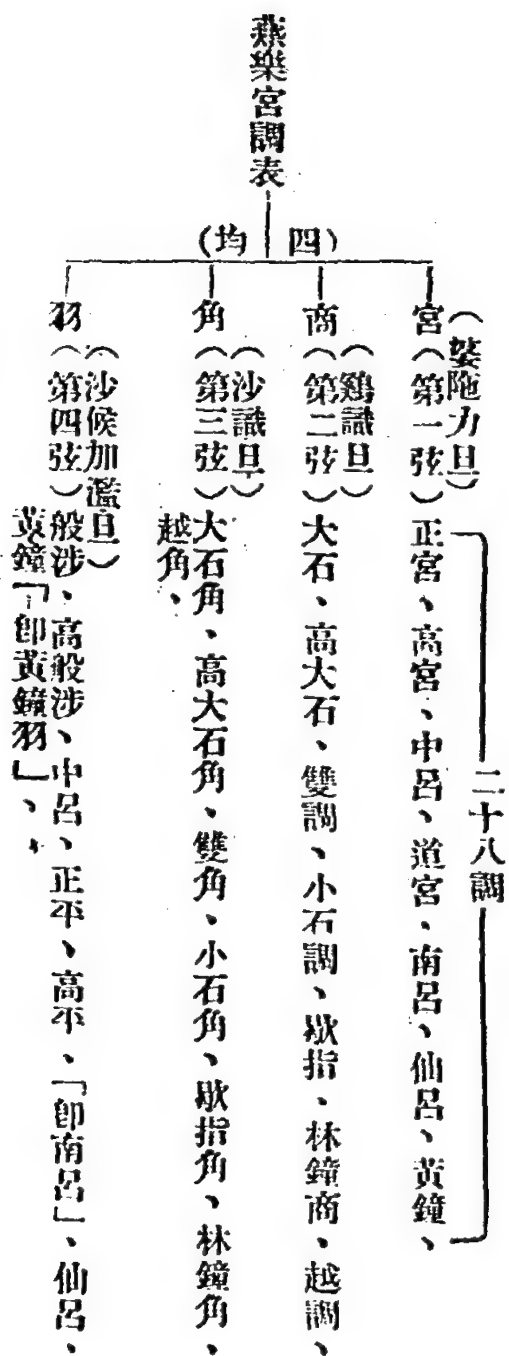 燕樂宮調表
（四均）
二十八調
宮（第一弦）正宮、高宮、中呂、道宮、南呂、仙呂、黃鐘、
（婆陁力旦）
商（第二弦）大石、高大石、雙調、小石調、歇指、林鐘商、越調、
（鷄識旦）
角（第三弦）大石角、高大石角、雙角、小石角、歇指角、林鐘角、
（沙識旦）
越角、
羽（第四弦）般涉、高般涉、中呂、正平、高平、「卽南呂」、仙呂、
（沙候加濫旦）
黃鐘「卽黃鐘羽」、